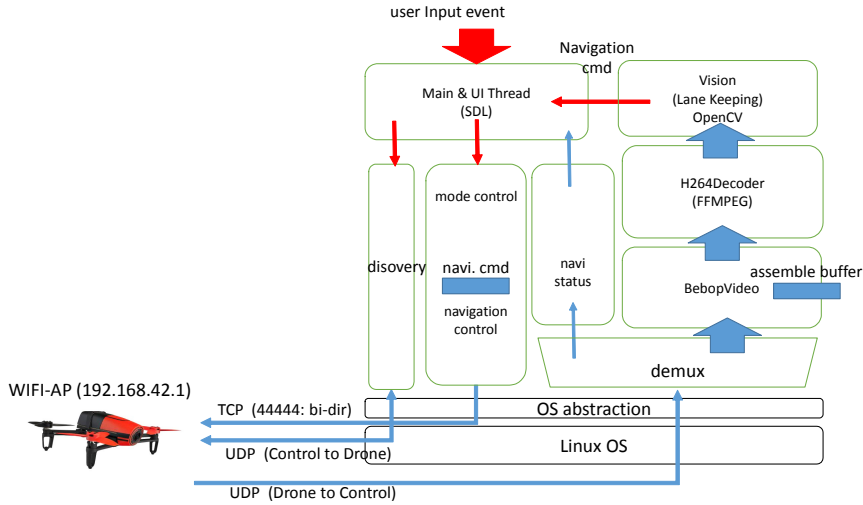 user Input event
Navigation
cmd
Main & UI Thread
(SDL)
Vision
(Lane Keeping)
OpenCV
H264Decoder
(FFMPEG)
mode control
disovery
navi. cmd
navi
status
assemble buffer
BebopVideo
navigation
control
demux
WIFI-AP (192.168.42.1)
TCP (44444: bi-dir)
OS abstraction
UDP (Control to Drone)
Linux OS
UDP (Drone to Control)